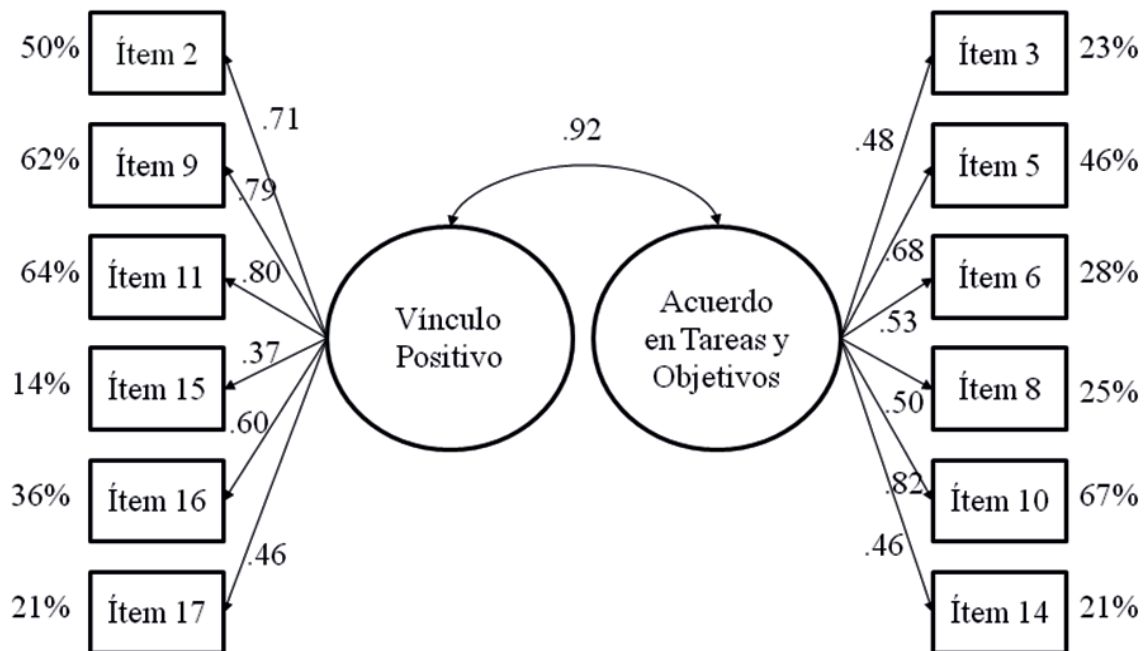 50%
Ítem 2
.71
62%
Ítem 9
.79
64%
Ítem 11
.80
14%
Ítem 15
.37
36%
Ítem 16
.60
21%
Ítem 17
.46
Vínculo
Positivo
.92
Acuerdo
en Tareas y
Objetivos
.48
Ítem 3
23%
.68
Ítem 5
46%
.53
Ítem 6
28%
.50
Ítem 8
25%
.82
Ítem 10
67%
.46
Ítem 14
21%